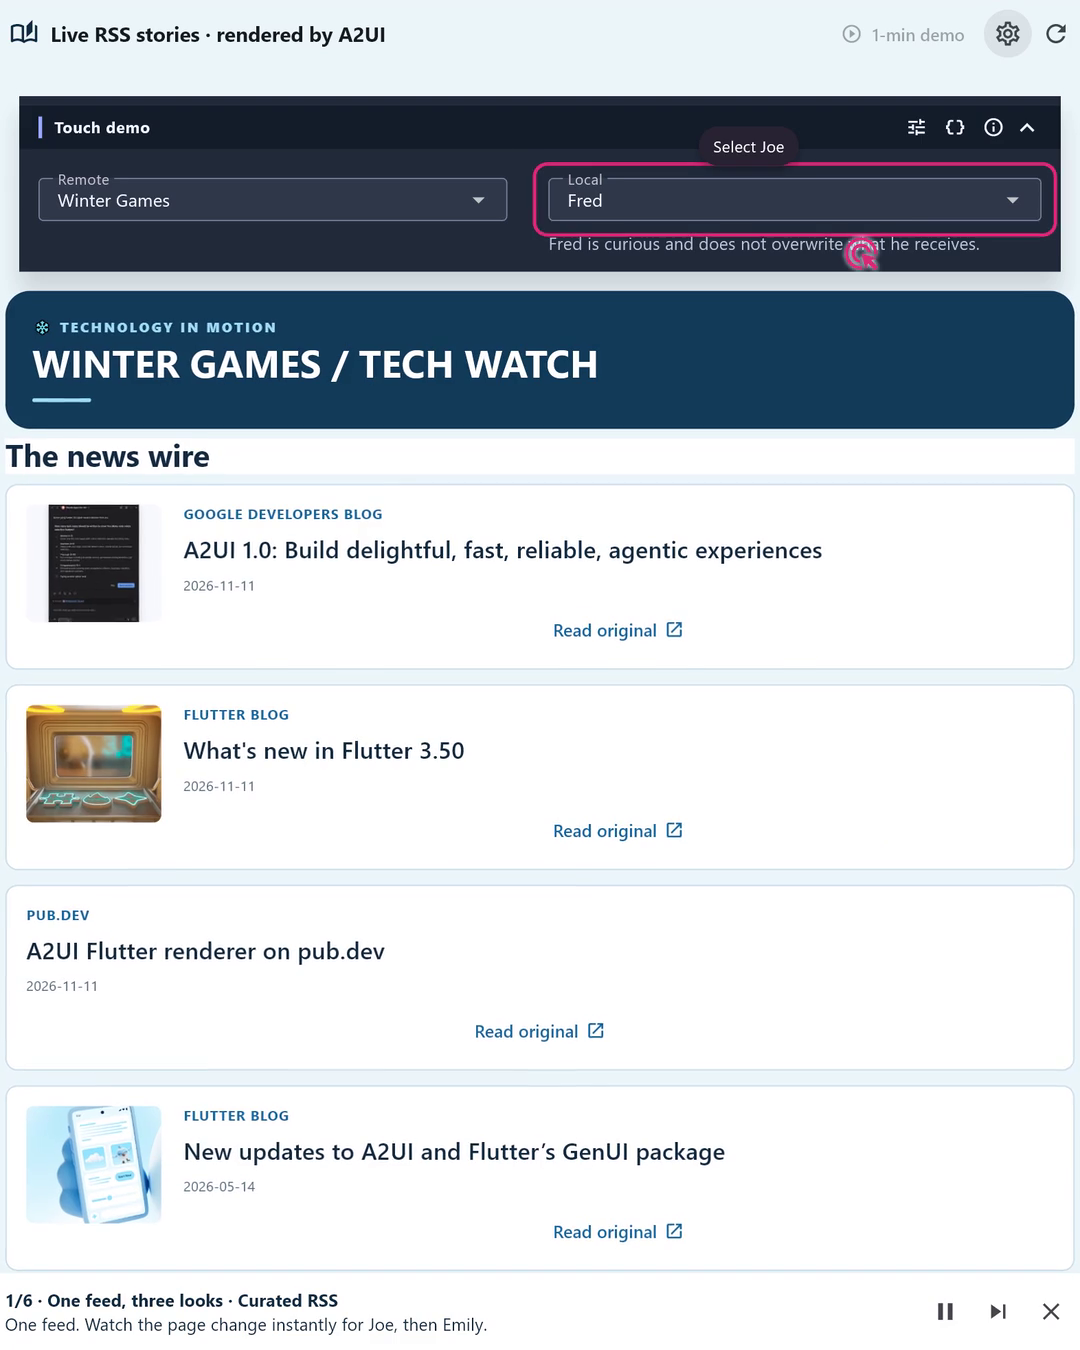 Live RSS stories · rendered by A2UI
1-min demo
Touch demo
Select Joe
Remote
Winter Games
Local
Fred
Fred is curious and does not overwrite what he receives.
TECHNOLOGY IN MOTION
WINTER GAMES / TECH WATCH
The news wire
GOOGLE DEVELOPERS BLOG
A2UI 1.0: Build delightful, fast, reliable, agentic experiences
2026-11-11
Read original
FLUTTER BLOG
What's new in Flutter 3.50
2026-11-11
Read original
PUB.DEV
A2UI Flutter renderer on pub.dev
2026-11-11
Read original
FLUTTER BLOG
New updates to A2UI and Flutter’s GenUI package
2026-05-14
Read original
1/6 · One feed, three looks · Curated RSS
One feed. Watch the page change instantly for Joe, then Emily.